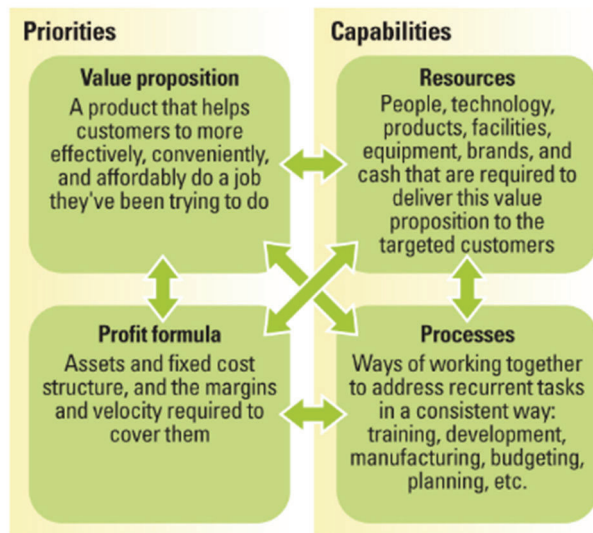 Priorities
Value proposition
A product that helps
customers to more
effectively, conveniently,
and affordably do a job
they've been trying to do
Profit formula
Assets and fixed cost
structure, and the margins
and velocity required to
cover them
Capabilities
Resources
People, technology,
products, facilities,
equipment, brands, and
cash that are required to
deliver this value
proposition to the
targeted customers
Processes
Ways of working together
to address recurrent tasks
in a consistent way:
training, development,
manufacturing, budgeting,
planning, etc.